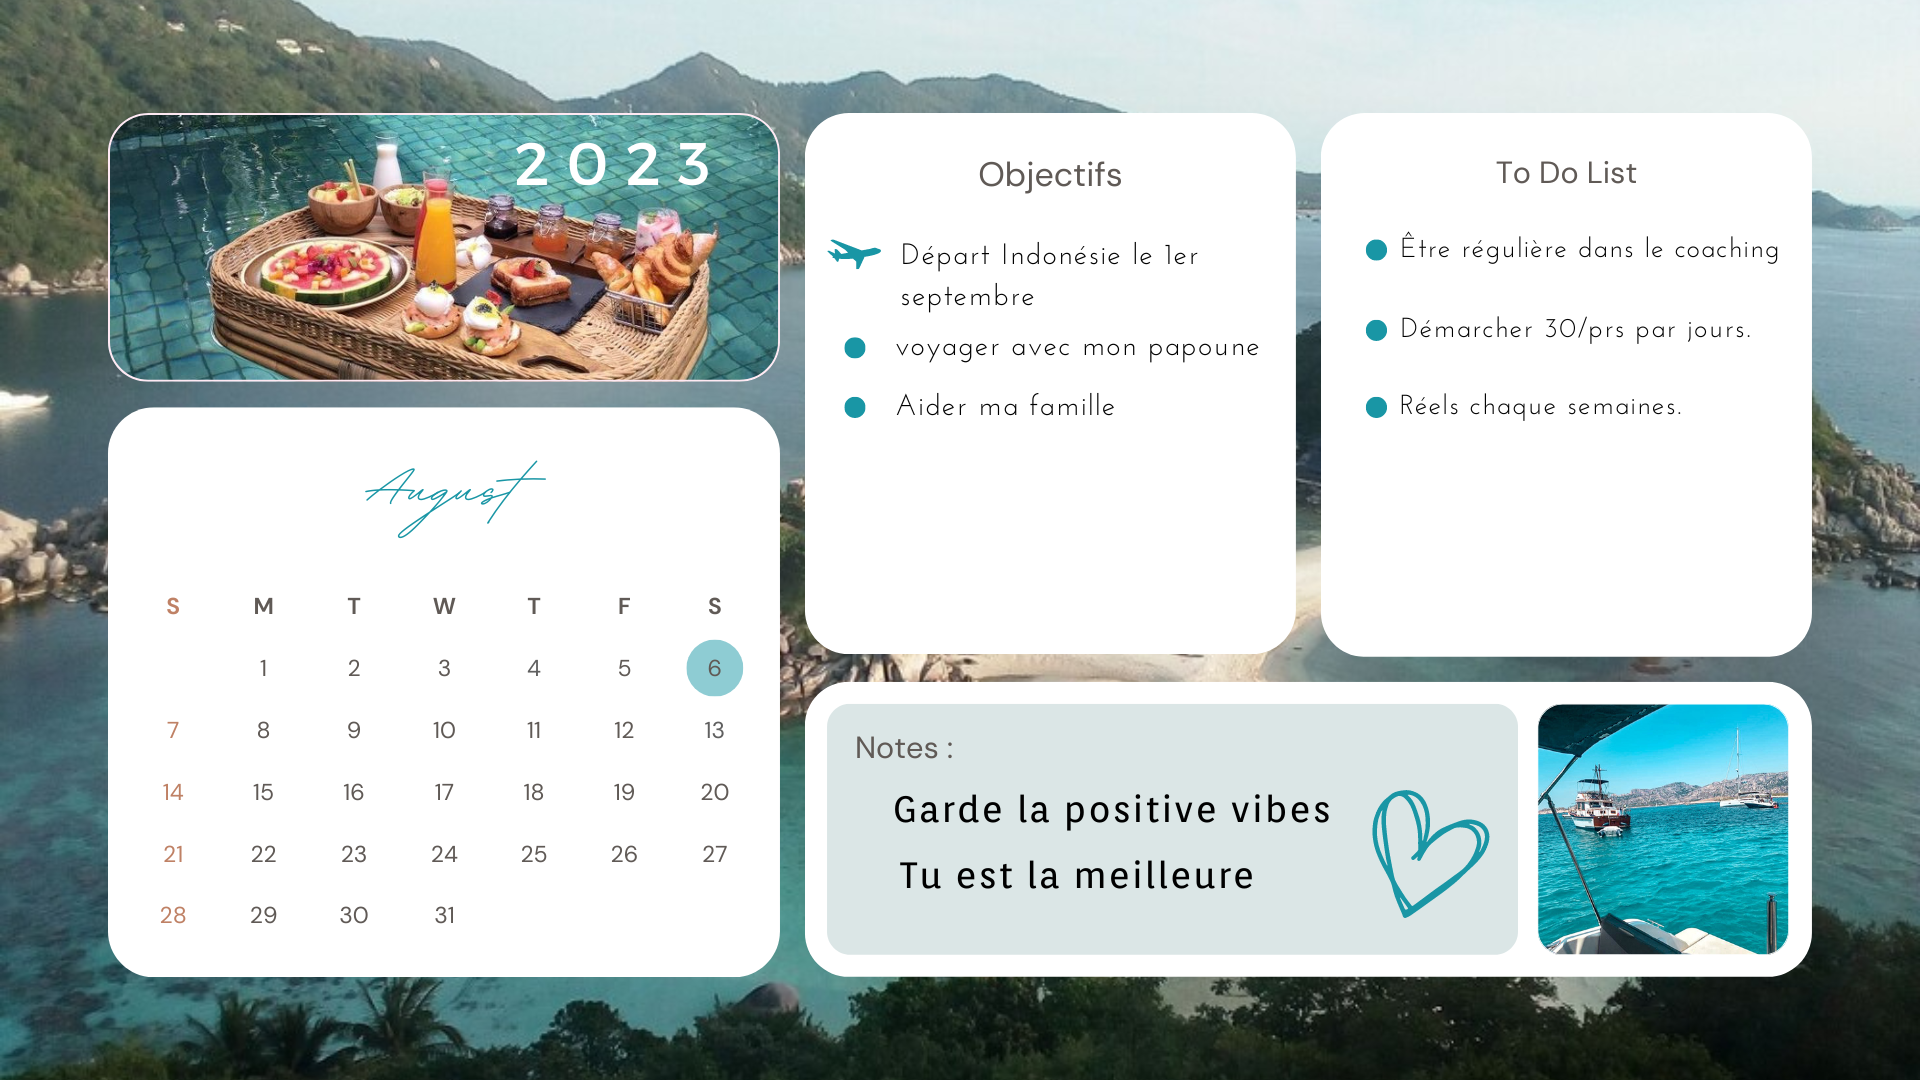 2023
August
S M T W T F S
1 2 3 4 5 6
7 8 9 10 11 12 13
14 15 16 17 18 19 20
21 22 23 24 25 26 27
28 29 30 31
Objectifs
Départ Indonésie le 1er
septembre
voyager avec mon papoune
Aider ma famille
To Do List
Être régulière dans le coaching
Démarcher 30/prs par jours.
Réels chaque semaines.
Notes :
Garde la positive vibes
Tu est la meilleure